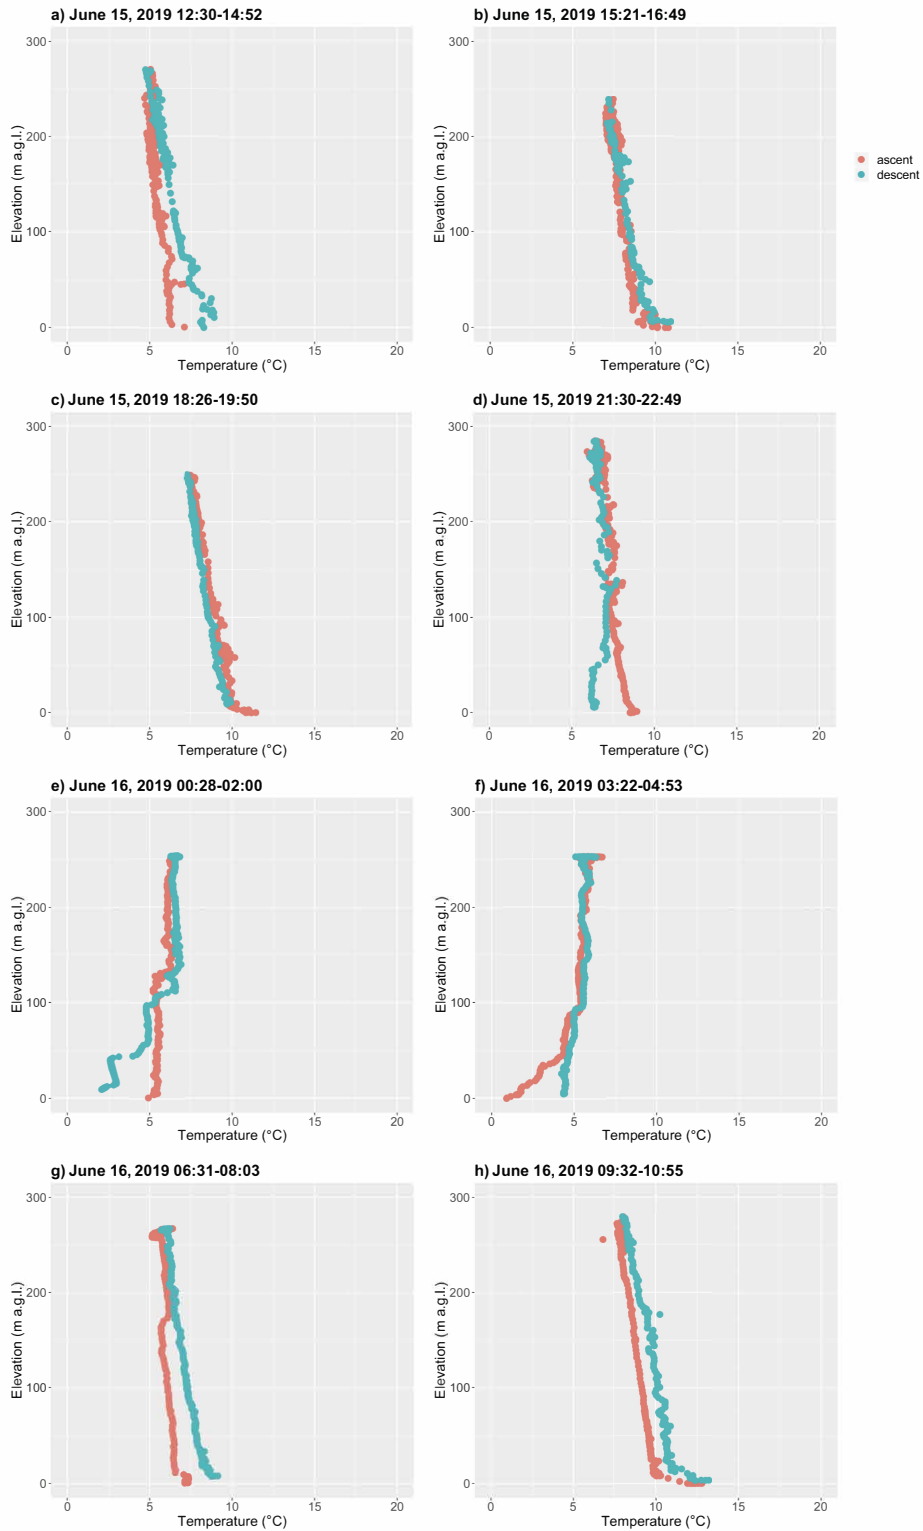 a) June 15, 2019 12:30-14:52
300
200
100
0
Elevation (m a.g.l.)
0 5 10 15 20
Temperature (°C)
b) June 15, 2019 15:21-16:49
300
200
100
0
Elevation (m a.g.l.)
0 5 10 15 20
Temperature (°C)
ascent
descent
c) June 15, 2019 18:26-19:50
300
200
100
0
Elevation (m a.g.l.)
0 5 10 15 20
Temperature (°C)
d) June 15, 2019 21:30-22:49
300
200
100
0
Elevation (m a.g.l.)
0 5 10 15 20
Temperature (°C)
e) June 16, 2019 00:28-02:00
300
200
100
0
Elevation (m a.g.l.)
0 5 10 15 20
Temperature (°C)
f) June 16, 2019 03:22-04:53
300
200
100
0
Elevation (m a.g.l.)
0 5 10 15 20
Temperature (°C)
g) June 16, 2019 06:31-08:03
300
200
100
0
Elevation (m a.g.l.)
0 5 10 15 20
Temperature (°C)
h) June 16, 2019 09:32-10:55
300
200
100
0
Elevation (m a.g.l.)
0 5 10 15 20
Temperature (°C)